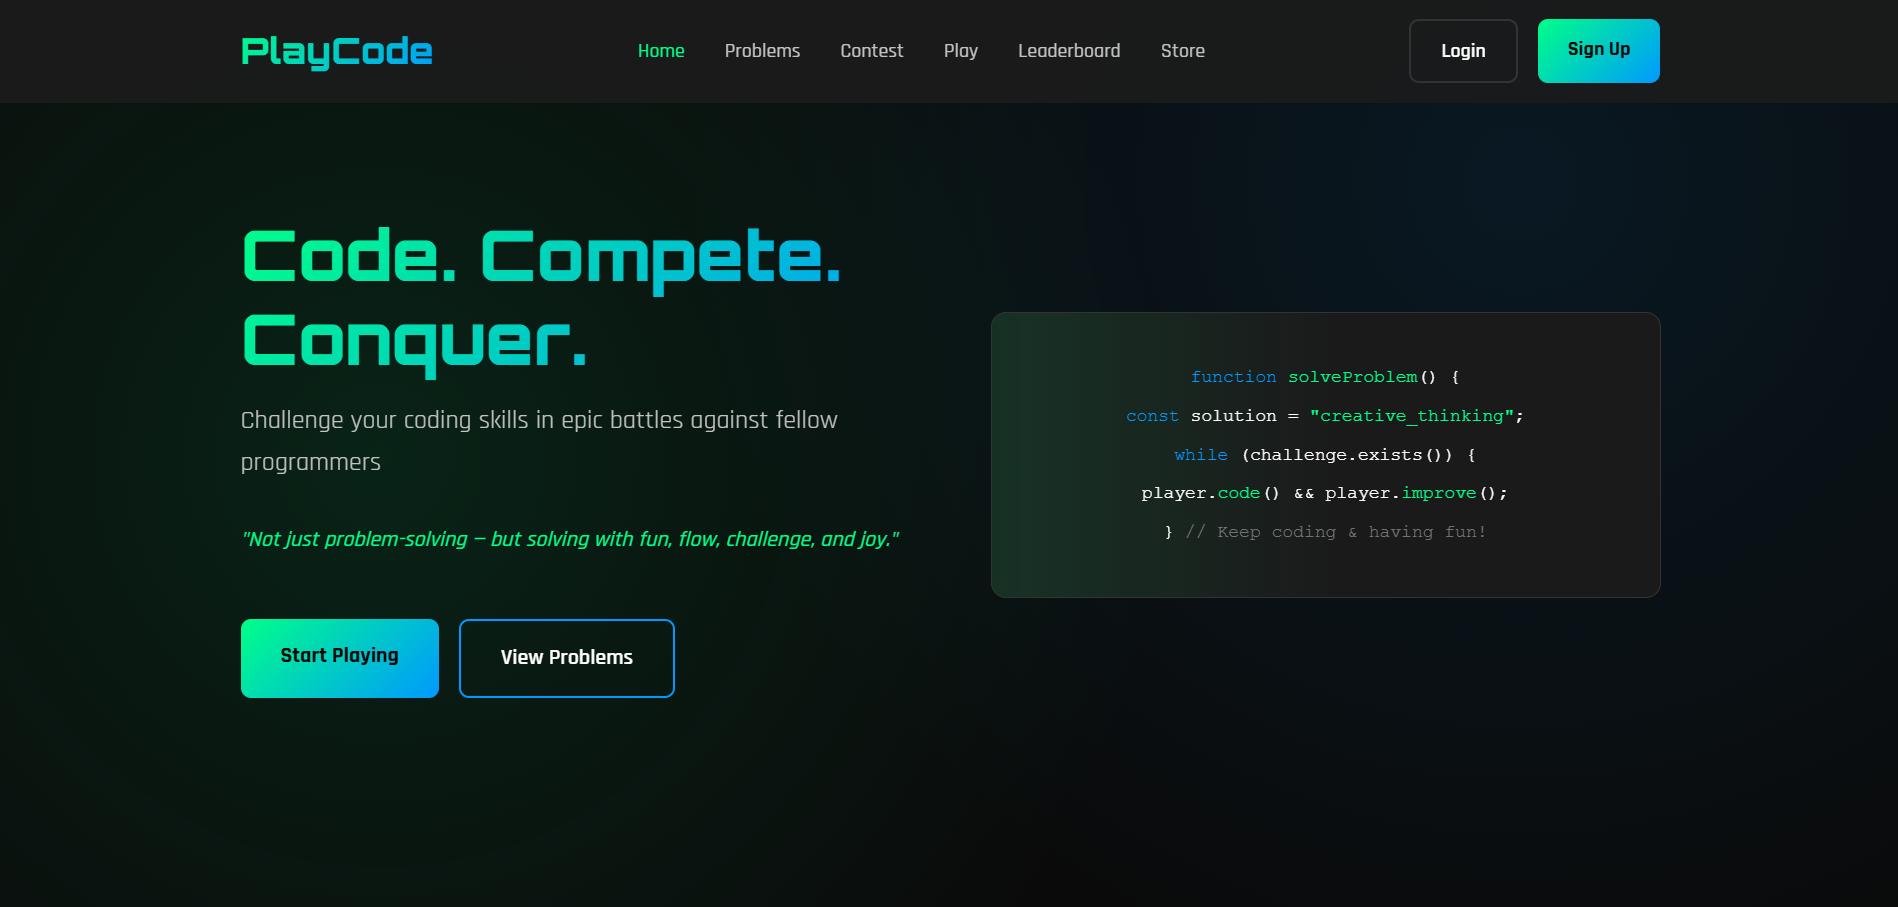 PlayCode
Home Problems Contest Play Leaderboard Store
Login Sign Up
Code. Compete.
Conquer.
Challenge your coding skills in epic battles against fellow
programmers
"Not just problem-solving – but solving with fun, flow, challenge, and joy."
Start Playing View Problems
function solveProblem() {
const solution = "creative_thinking";
while (challenge.exists()) {
player.code() && player.improve();
} // Keep coding & having fun!